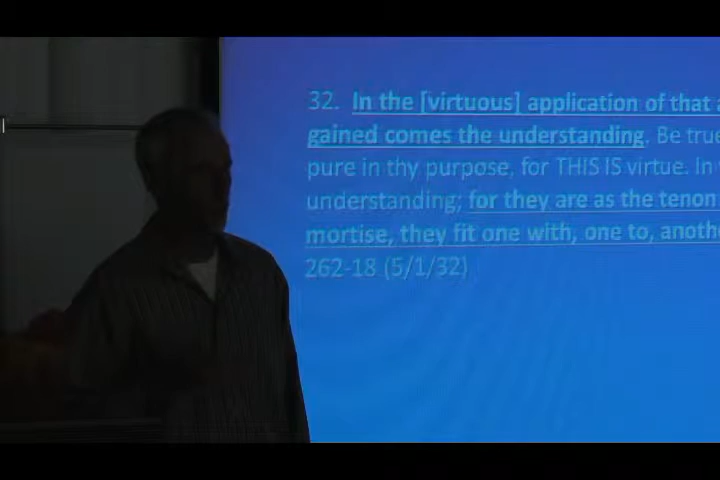 32. In the [virtuous] application of that
gained comes the understanding. Be true
pure in thy purpose, for THIS IS virtue. In
understanding; for they are as the tenon
mortise, they fit one with, one to, anoth
262-18 (5/1/32)